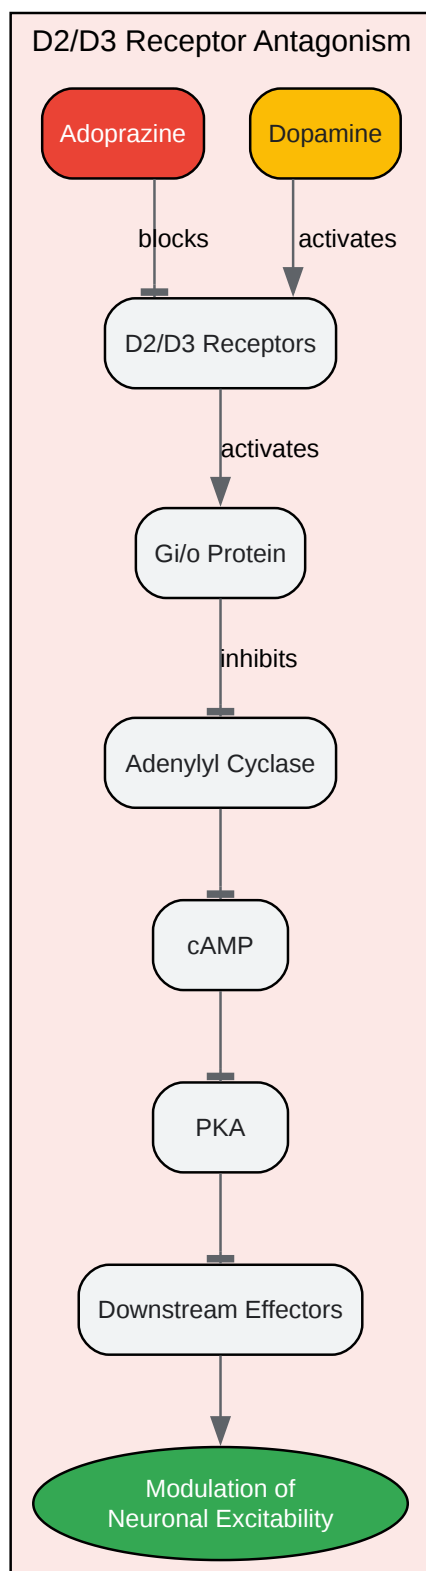 D2/D3 Receptor Antagonism
Adoprazine
Dopamine
blocks
activates
D2/D3 Receptors
activates
Gi/o Protein
inhibits
Adenylyl Cyclase
cAMP
PKA
Downstream Effectors
Modulation of
Neuronal Excitability